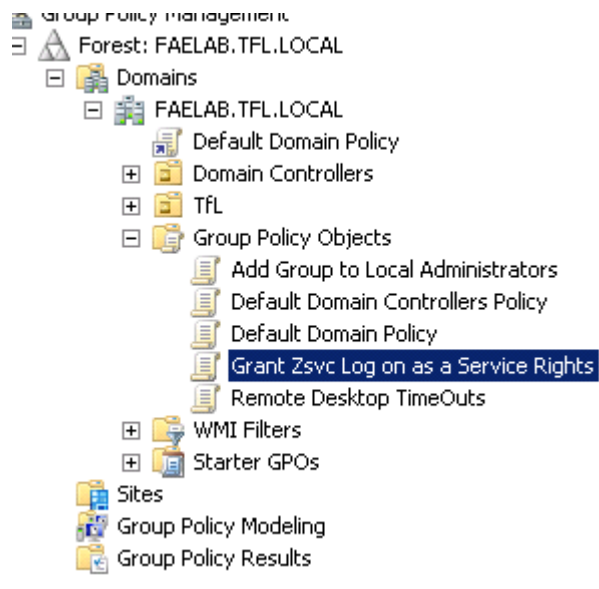 Group Policy Management
Forest: FAELAB.TFL.LOCAL
Domains
FAELAB.TFL.LOCAL
Default Domain Policy
Domain Controllers
TfL
Group Policy Objects
Add Group to Local Administrators
Default Domain Controllers Policy
Default Domain Policy
Grant Zsvc Log on as a Service Rights
Remote Desktop TimeOuts
WMI Filters
Starter GPOs
Sites
Group Policy Modeling
Group Policy Results